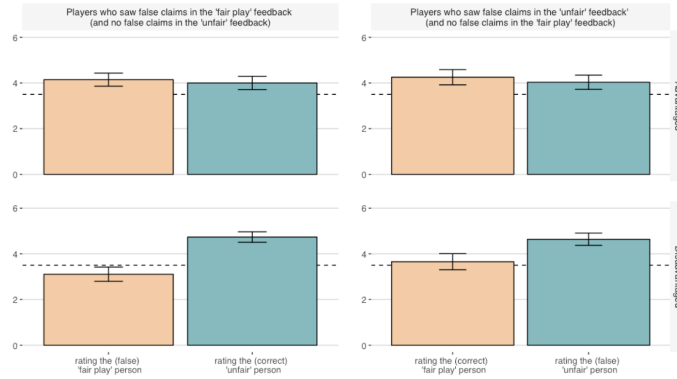 Players who saw false claims in the 'fair play' feedback
(and no false claims in the 'unfair' feedback)
Players who saw false claims in the 'unfair' feedback'
(and no false claims in the 'fair play' feedback)
6
4
2
0
6
4
2
0
6
4
2
0
6
4
2
0
rating the (false)
'fair play' person
rating the (correct)
'unfair' person
rating the (correct)
'fair play' person
rating the (false)
'unfair' person